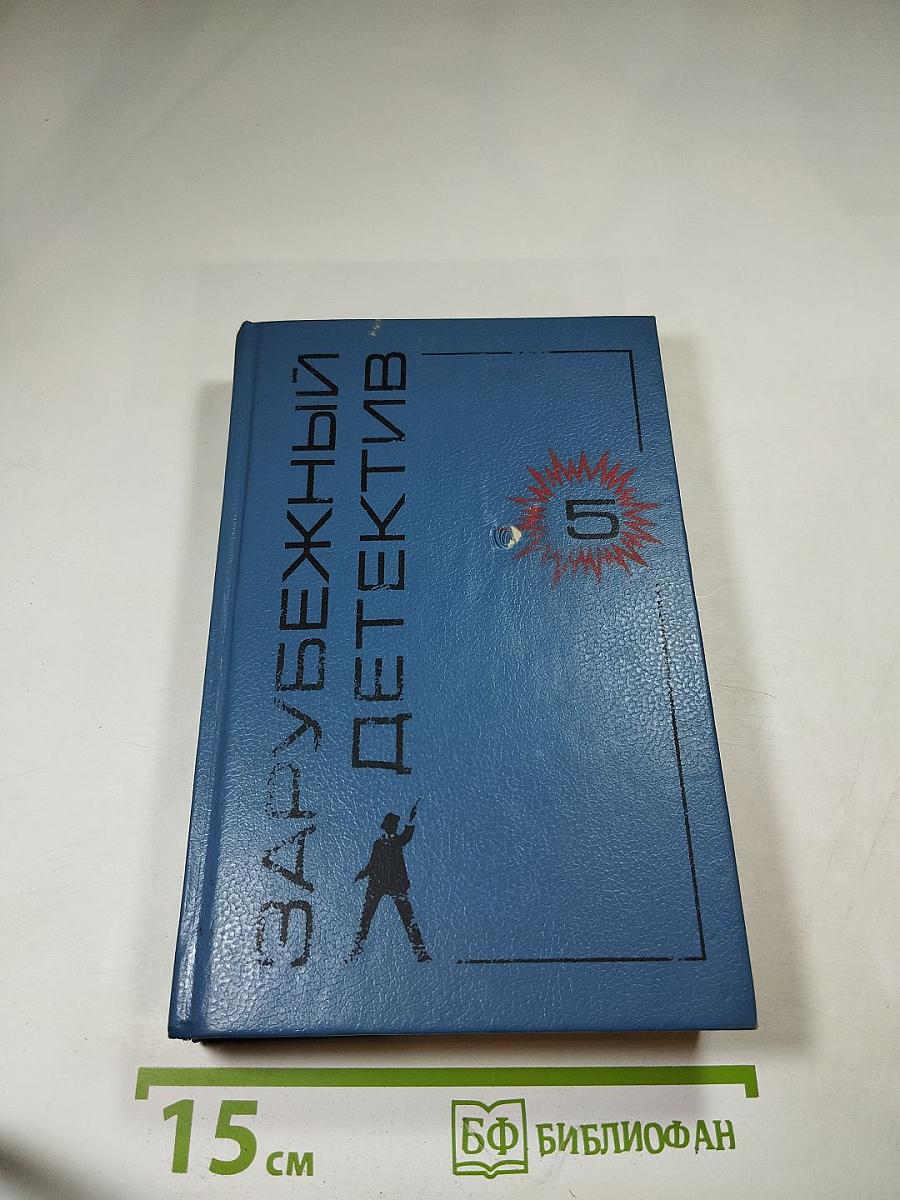 ЗАРУБЕЖНЫЙ
ДЕТЕКТИВ
5
15 см
БФ БИБЛИОФАН